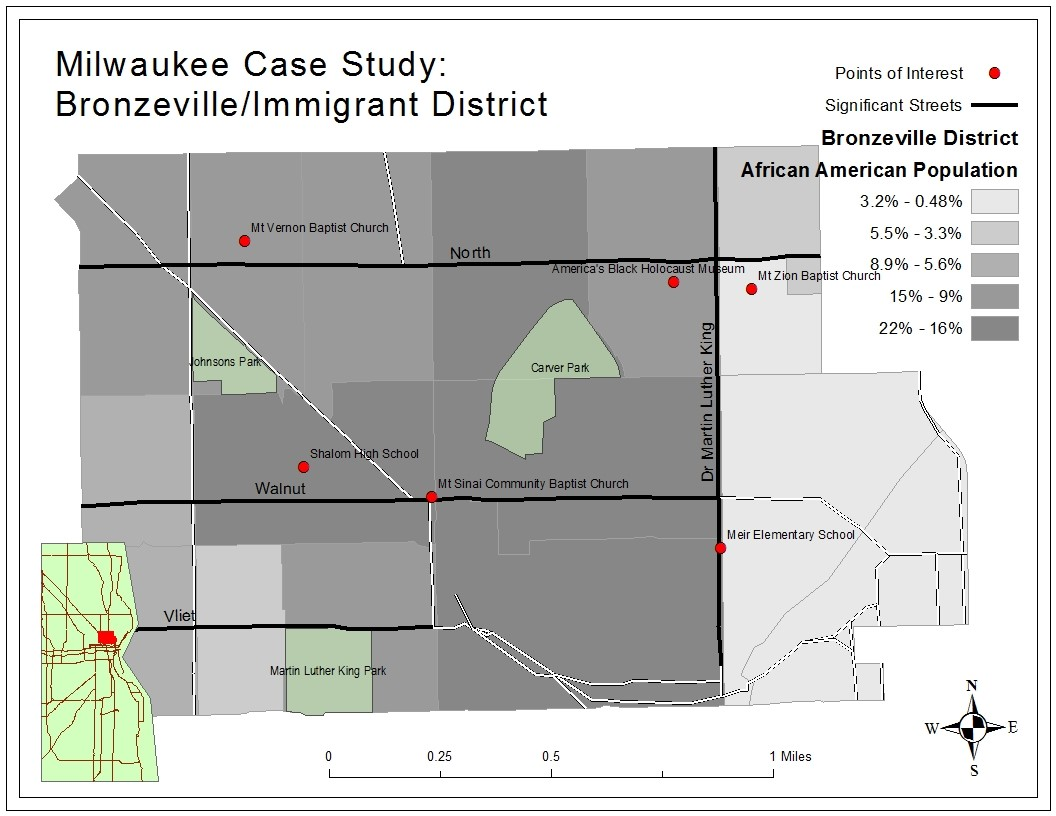 Milwaukee Case Study:
Bronzeville/Immigrant District
Points of Interest
Significant Streets
Bronzeville District
African American Population
3.2% - 0.48%
5.5% - 3.3%
8.9% - 5.6%
15% - 9%
22% - 16%
Mt Vernon Baptist Church
North
America's Black Holocaust Museum
Mt Zion Baptist Church
Johnsons Park
Carver Park
Dr Martin Luther King
Shalom High School
Walnut
Mt Sinai Community Baptist Church
Meir Elementary School
Vliet
Martin Luther King Park
N
W
E
S
0
0.25
0.5
1 Miles